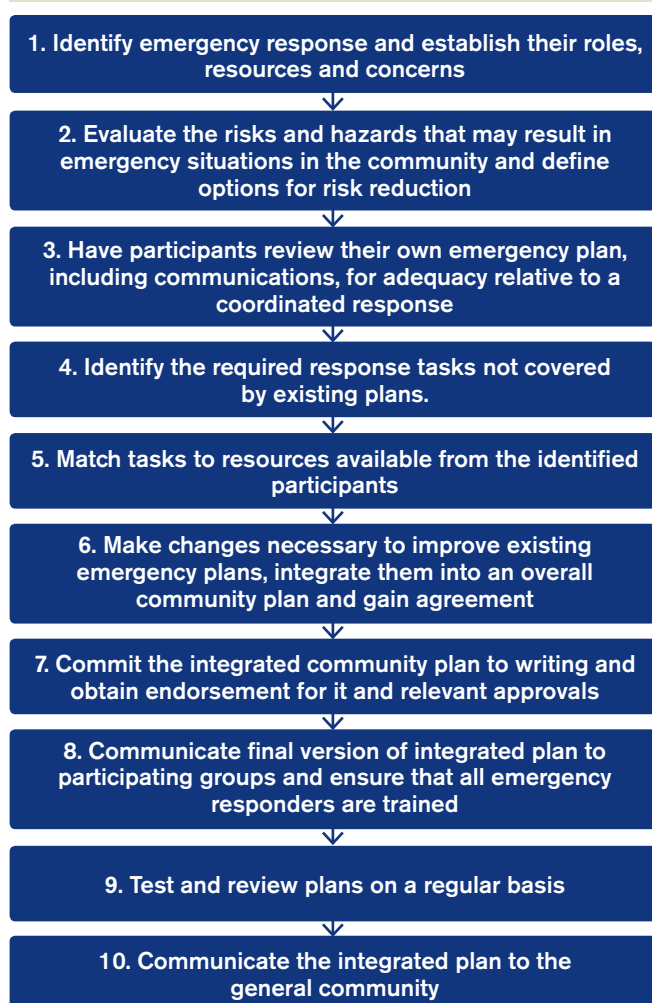 1. Identify emergency response and establish their roles,
resources and concerns
2. Evaluate the risks and hazards that may result in
emergency situations in the community and define
options for risk reduction
3. Have participants review their own emergency plan,
including communications, for adequacy relative to a
coordinated response
4. Identify the required response tasks not covered
by existing plans.
5. Match tasks to resources available from the identified
participants
6. Make changes necessary to improve existing
emergency plans, integrate them into an overall
community plan and gain agreement
7. Commit the integrated community plan to writing and
obtain endorsement for it and relevant approvals
8. Communicate final version of integrated plan to
participating groups and ensure that all emergency
responders are trained
9. Test and review plans on a regular basis
10. Communicate the integrated plan to the
general community